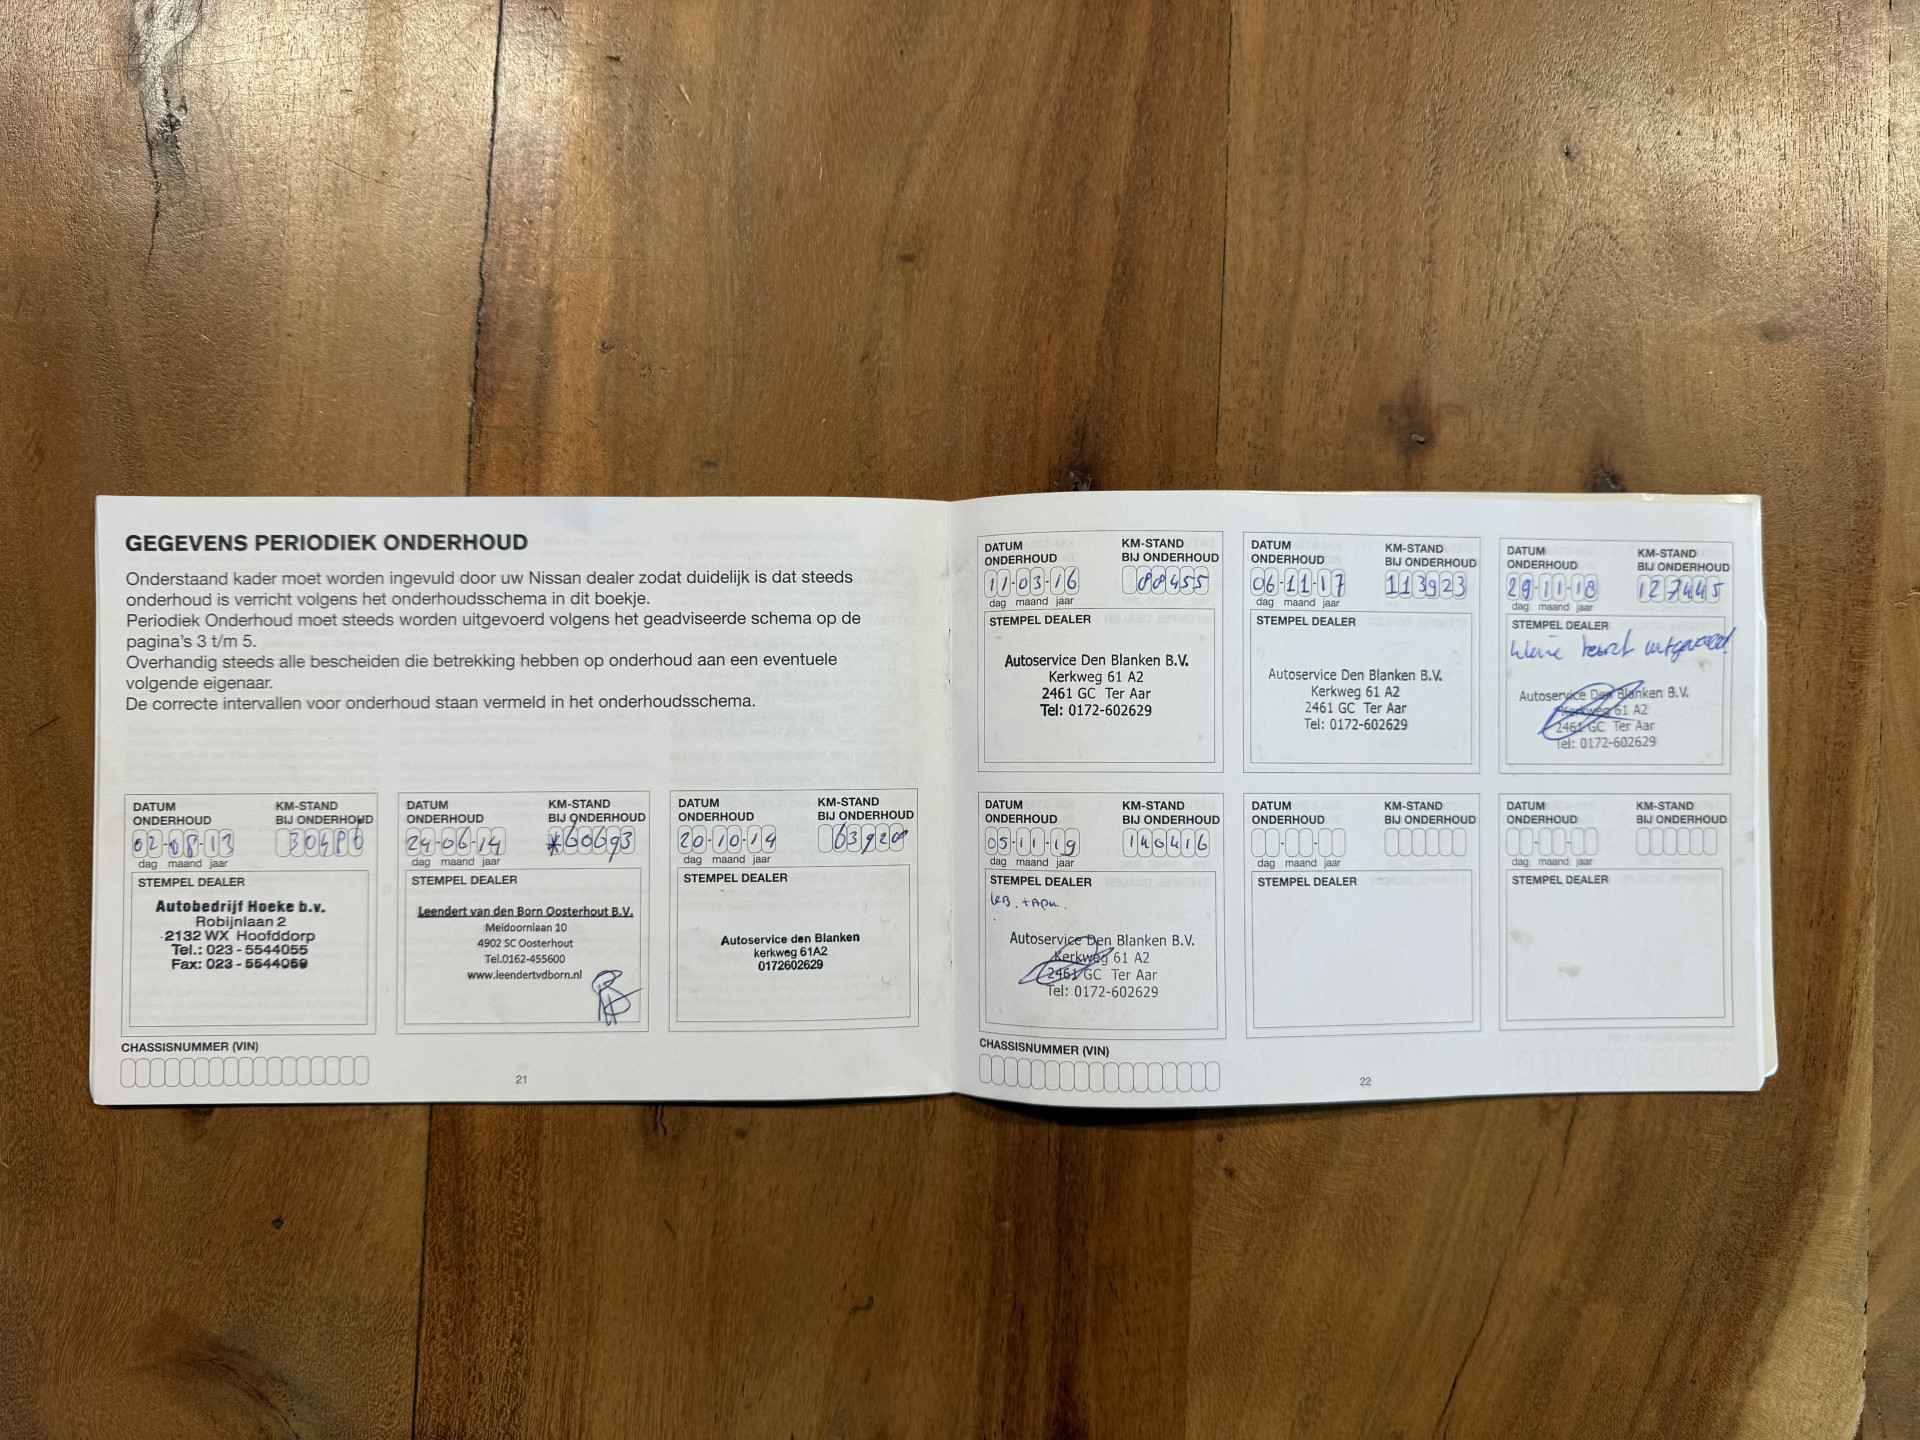 GEGEVENS PERIODIEK ONDERHOUD
Onderstaand kader moet worden ingevuld door uw Nissan dealer zodat duidelijk is dat steeds
onderhoud is verricht volgens het onderhoudsschema in dit boekje.
Periodiek Onderhoud moet steeds worden uitgevoerd volgens het geadviseerde schema op de
pagina's 3 t/m 5.
Overhandig steeds alle bescheiden die betrekking hebben op onderhoud aan een eventuele
volgende eigenaar.
De correcte intervallen voor onderhoud staan vermeld in het onderhoudsschema.
DATUM
ONDERHOUD
KM-STAND
BIJ ONDERHOUD
02-08-13
dag maand jaar
STEMPEL DEALER
Autobedrijf Hoeke b.v.
Robijnlaan 2
2132 WX Hoofddorp
Tel.: 023 - 5544055
Fax: 023 - 5544059
DATUM
ONDERHOUD
KM-STAND
BIJ ONDERHOUD
24-06-14
*60693
dag maand jaar
STEMPEL DEALER
Leendert van den Born Oosterhout B.V.
Meidoornlaan 10
4902 SC Oosterhout
Tel.0162-455600
www.leendertvdborn.nl
DATUM
ONDERHOUD
KM-STAND
BIJ ONDERHOUD
20-10-14
63920
dag maand jaar
STEMPEL DEALER
Autoservice den Blanken
kerkweg 61A2
0172602629
CHASSISNUMMER (VIN)
21
DATUM
ONDERHOUD
KM-STAND
BIJ ONDERHOUD
11-03-16
88455
dag maand jaar
STEMPEL DEALER
Autoservice Den Blanken B.V.
Kerkweg 61 A2
2461 GC Ter Aar
Tel: 0172-602629
DATUM
ONDERHOUD
KM-STAND
BIJ ONDERHOUD
06-11-17
113923
dag maand jaar
STEMPEL DEALER
Autoservice Den Blanken B.V.
Kerkweg 61 A2
2461 GC Ter Aar
Tel: 0172-602629
DATUM
ONDERHOUD
KM-STAND
BIJ ONDERHOUD
29-11-18
127445
dag maand jaar
STEMPEL DEALER
kleine beurt uitgevoerd!
Autoservice Den Blanken B.V.
Kerkweg 61 A2
2461 GC Ter Aar
Tel: 0172-602629
DATUM
ONDERHOUD
KM-STAND
BIJ ONDERHOUD
05-11-19
140416
dag maand jaar
STEMPEL DEALER
KB. + APK.
Autoservice Den Blanken B.V.
Kerkweg 61 A2
2461 GC Ter Aar
Tel: 0172-602629
DATUM
ONDERHOUD
KM-STAND
BIJ ONDERHOUD
dag maand jaar
STEMPEL DEALER
DATUM
ONDERHOUD
KM-STAND
BIJ ONDERHOUD
dag maand jaar
STEMPEL DEALER
CHASSISNUMMER (VIN)
22